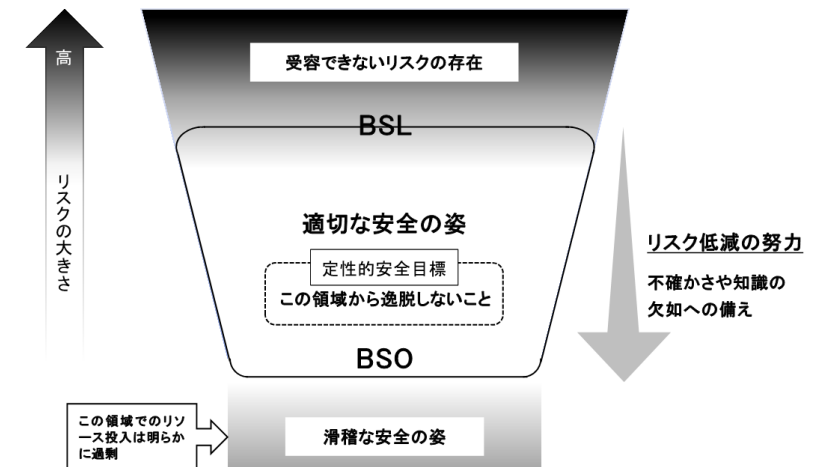 高
リスクの大きさ
受容できないリスクの存在
BSL
適切な安全の姿
定性的安全目標
この領域から逸脱しないこと
BSO
リスク低減の努力
不確かさや知識の
欠如への備え
この領域でのリソ
ース投入は明らか
に過剰
滑稽な安全の姿